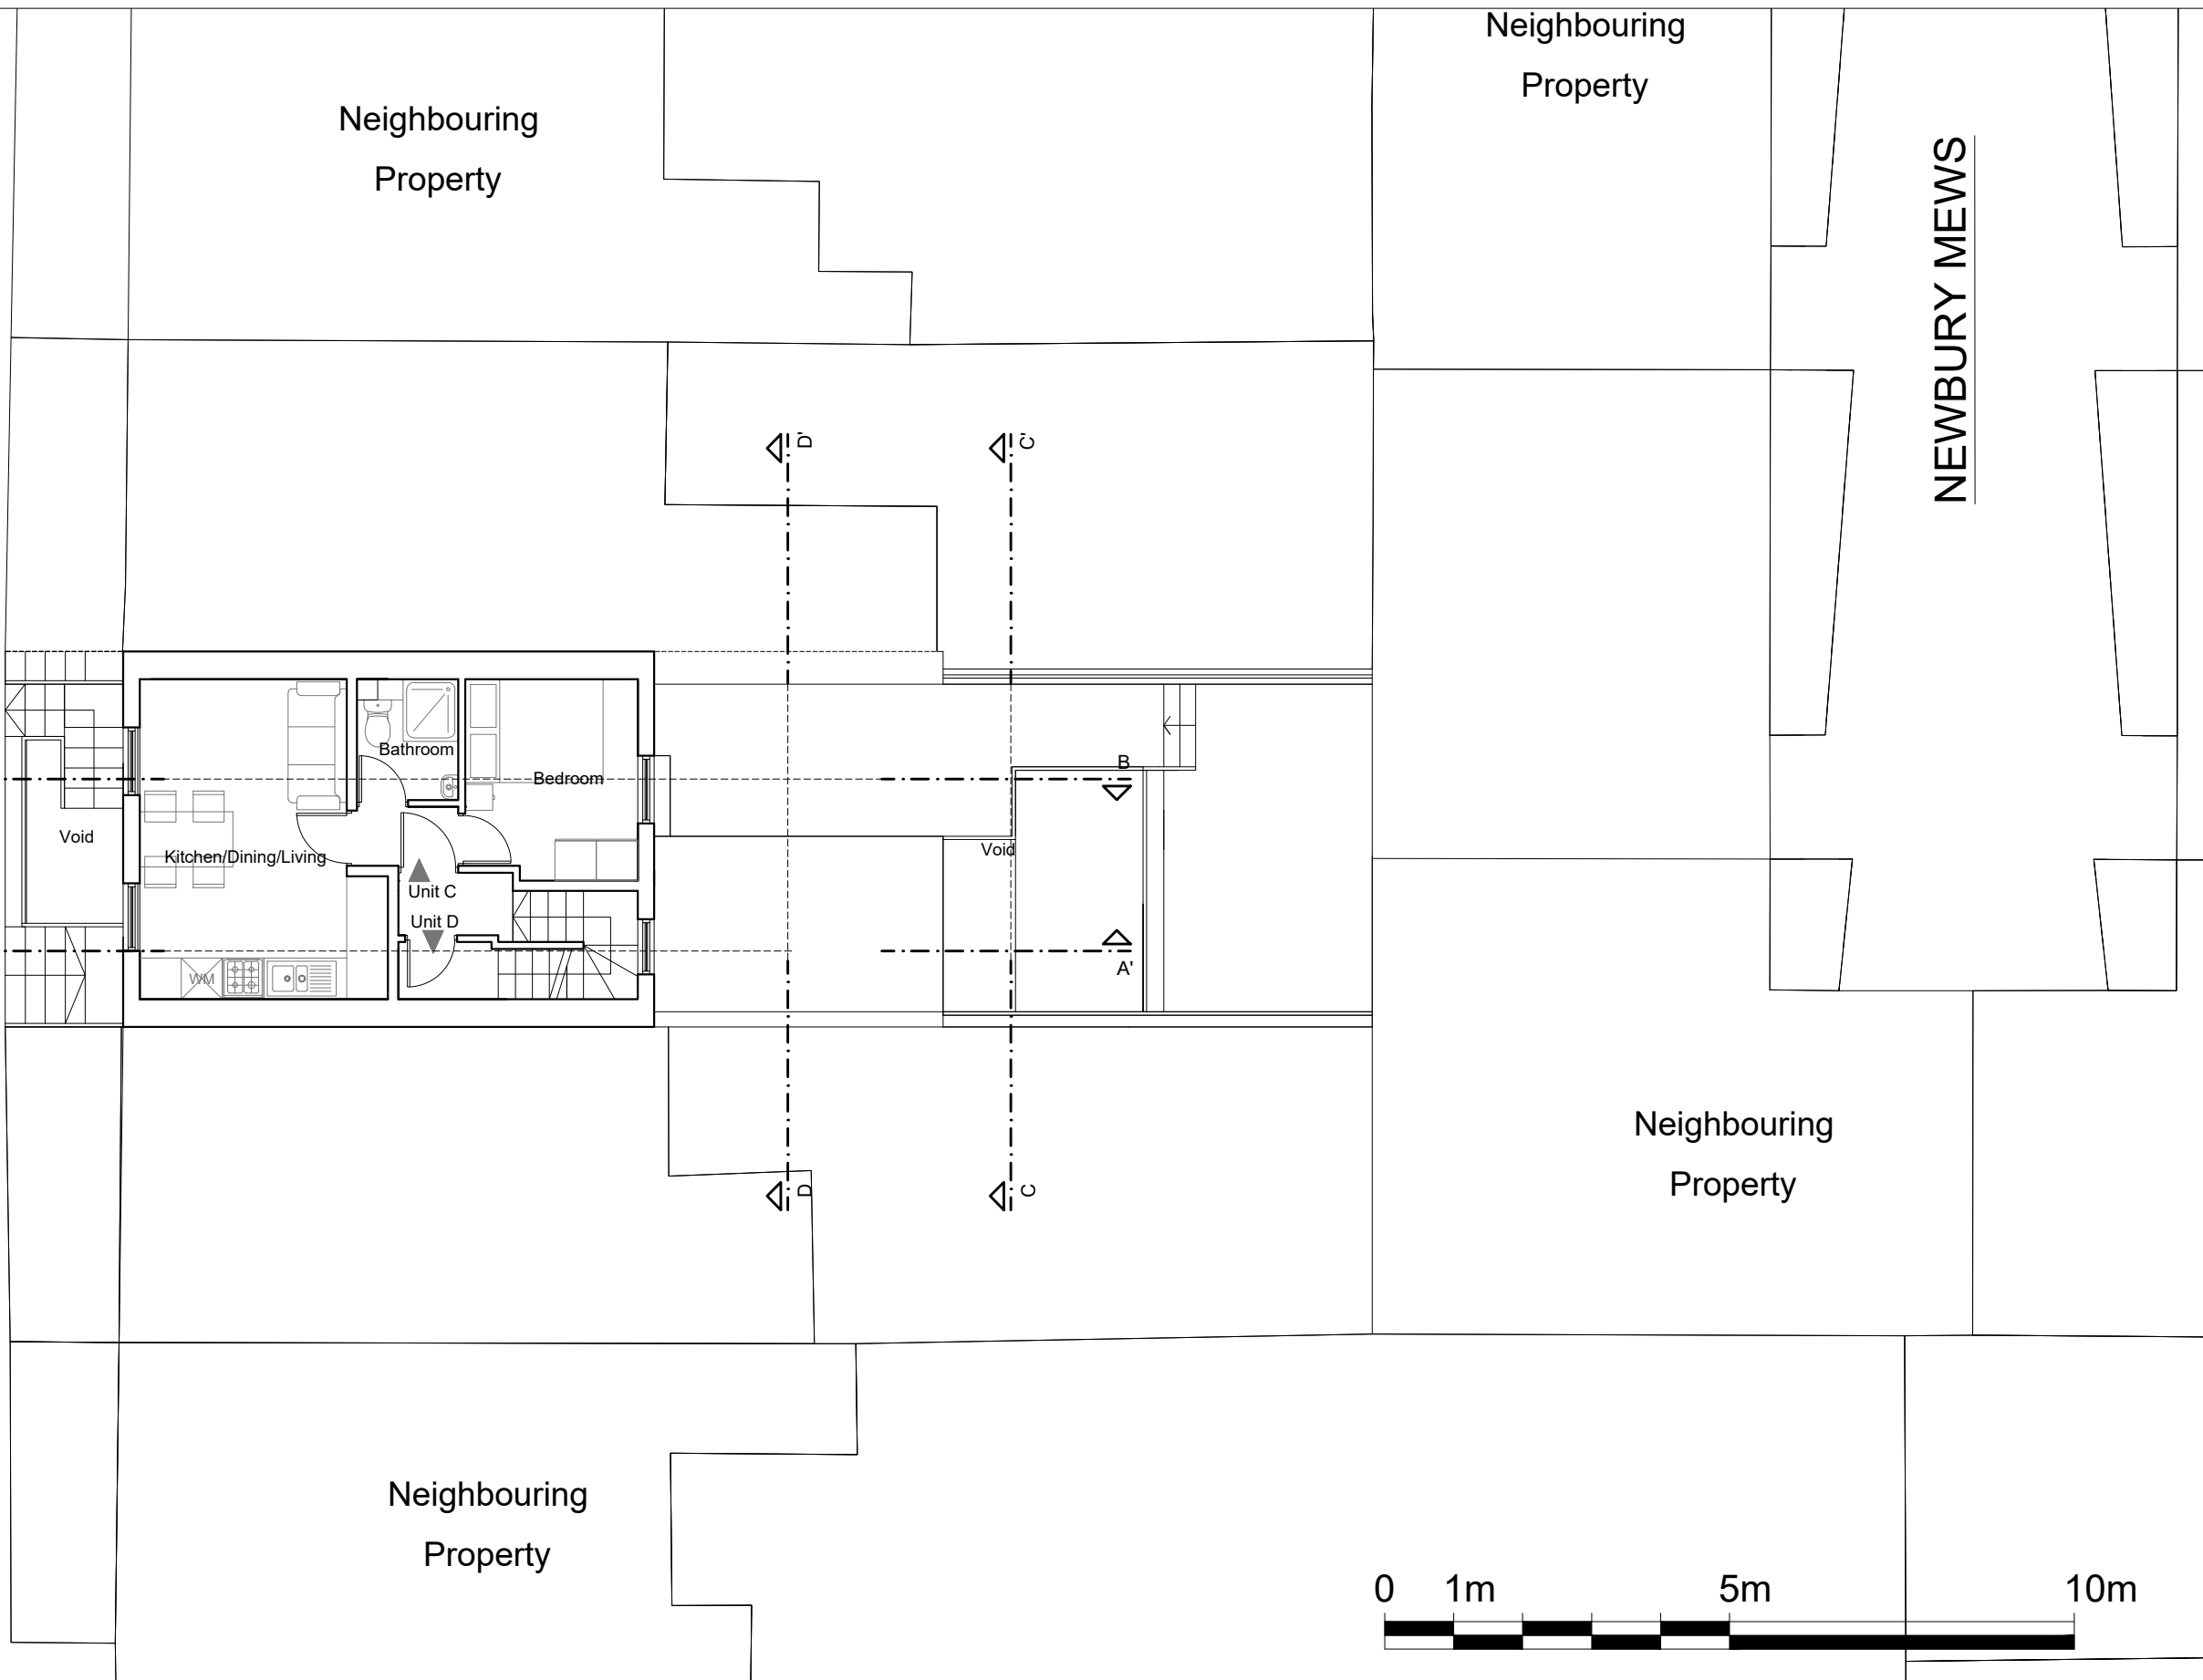 Neighbouring
Property
Neighbouring
Property
NEWBURY MEWS
D'
C'
Bathroom
Bedroom
B
Void
Kitchen/Dining/Living
Void
Unit C
Unit D
A'
WM
Neighbouring
Property
D
C
Neighbouring
Property
0 1m 5m 10m